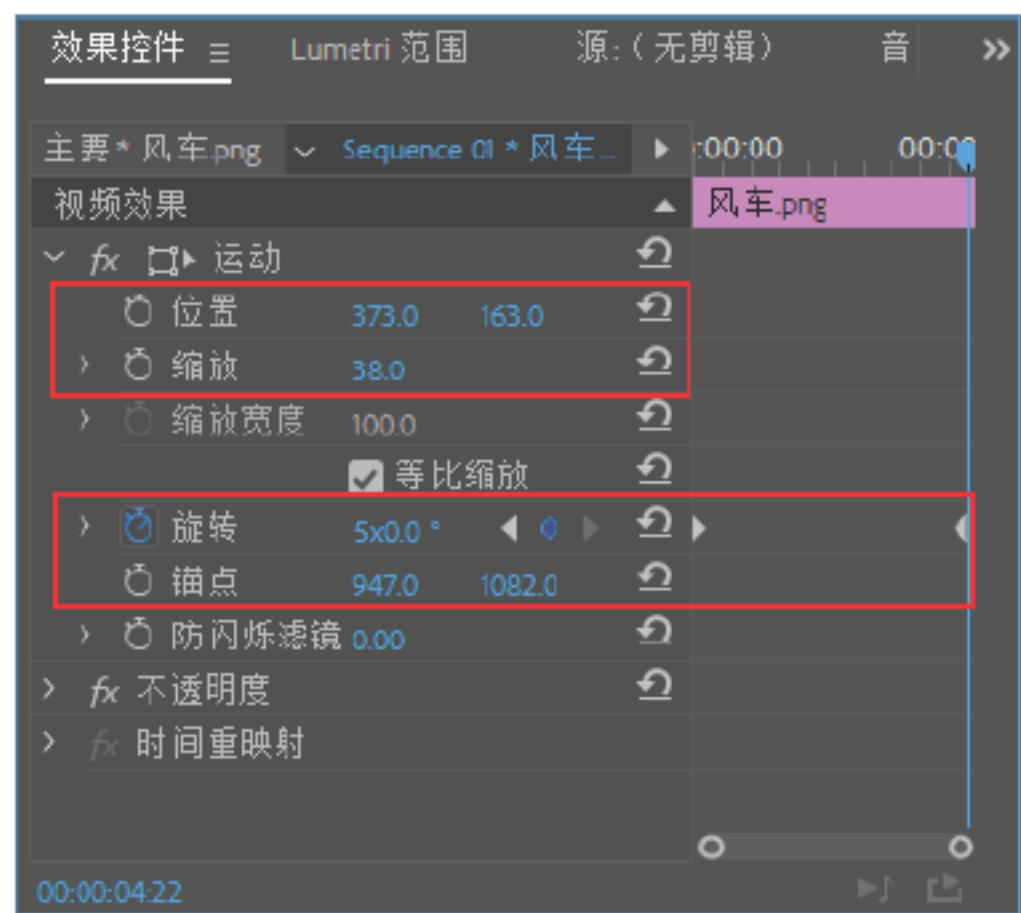 效果控件 Lumetri 范围 源:（无剪辑） 音 »
主要* 风车.png Sequence 01 * 风车... :00:00
视频效果 风车.png
fx 运动
位置 373.0 163.0
缩放 38.0
缩放宽度 100.0
等比缩放
旋转 5x0.0 °
锚点 947.0 1082.0
防闪烁滤镜 0.00
fx 不透明度
fx 时间重映射
00:00:04:22